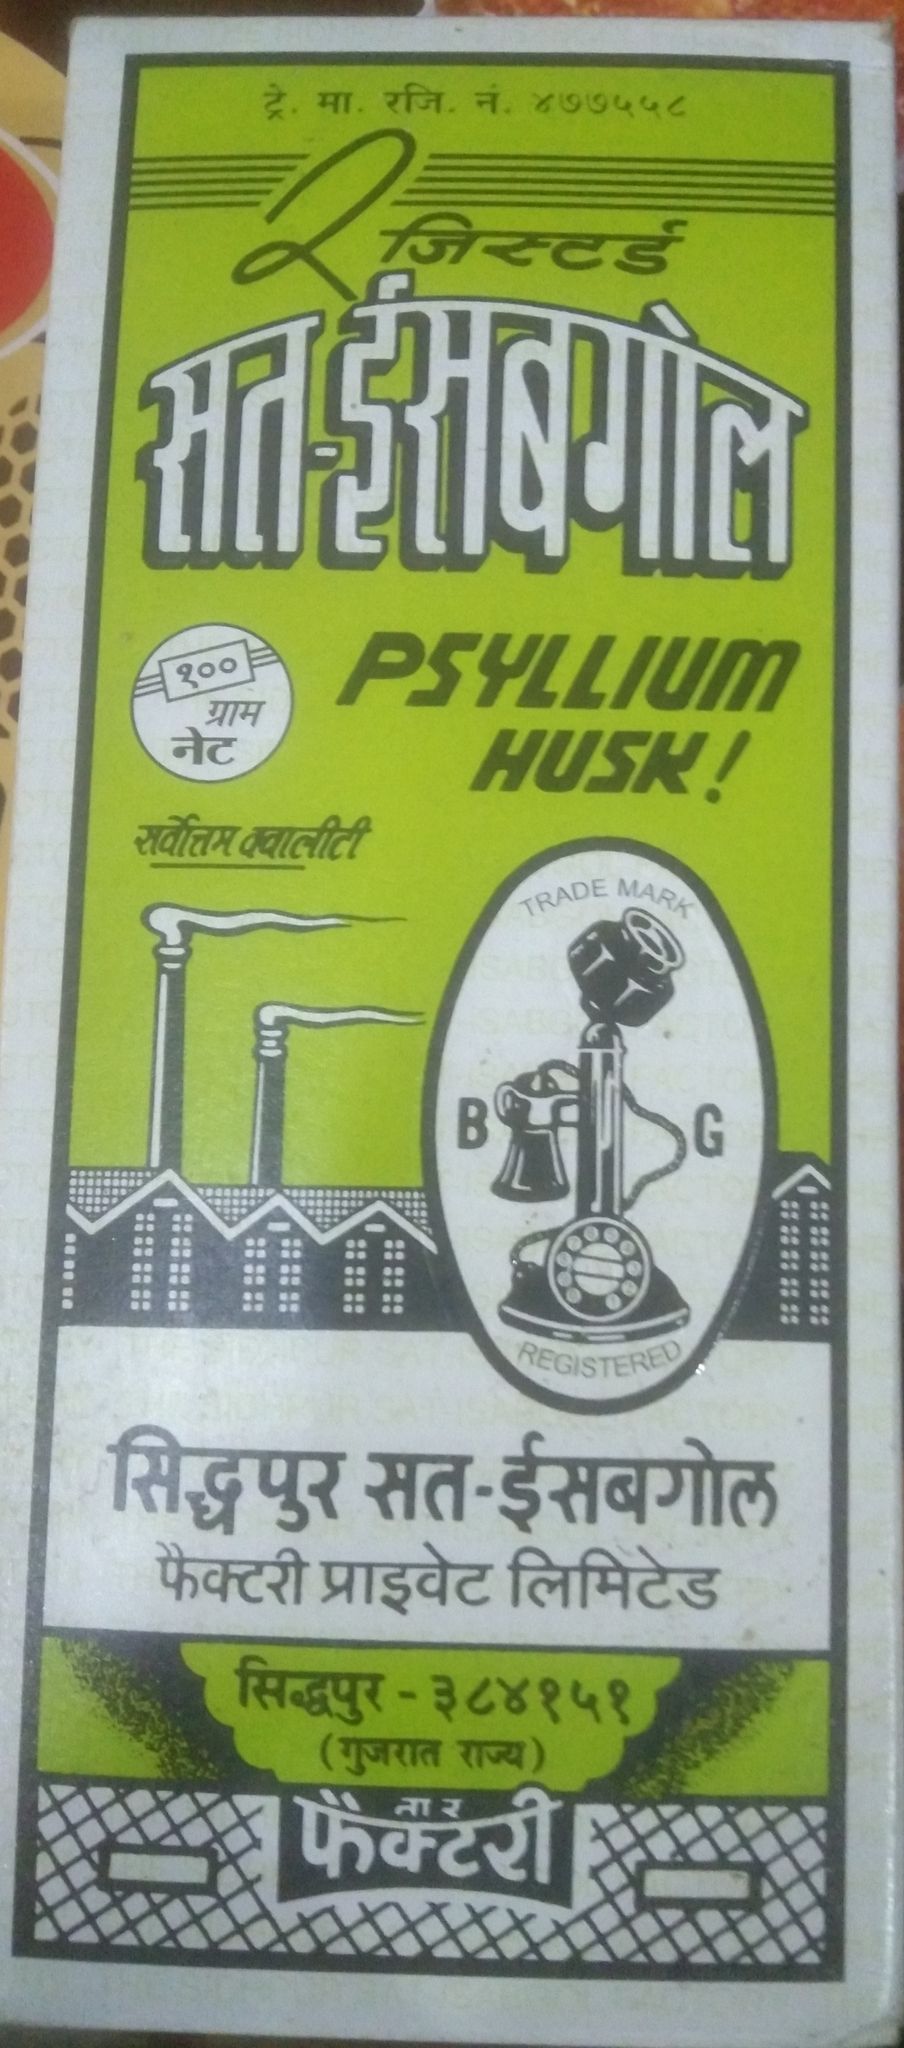 ट्रे. मा. रजि. नं. ४७७५५८
रजिस्टर्ड
सत-ईसबगोल
१००
ग्राम
नेट
PSYLLIUM
HUSK!
सर्वोत्तम क्वालीटी
TRADE MARK
B G
REGISTERED
सिद्धपुर सत-ईसबगोल
फैक्टरी प्राइवेट लिमिटेड
सिद्धपुर - ३८४१५१
(गुजरात राज्य)
तार
फैक्टरी